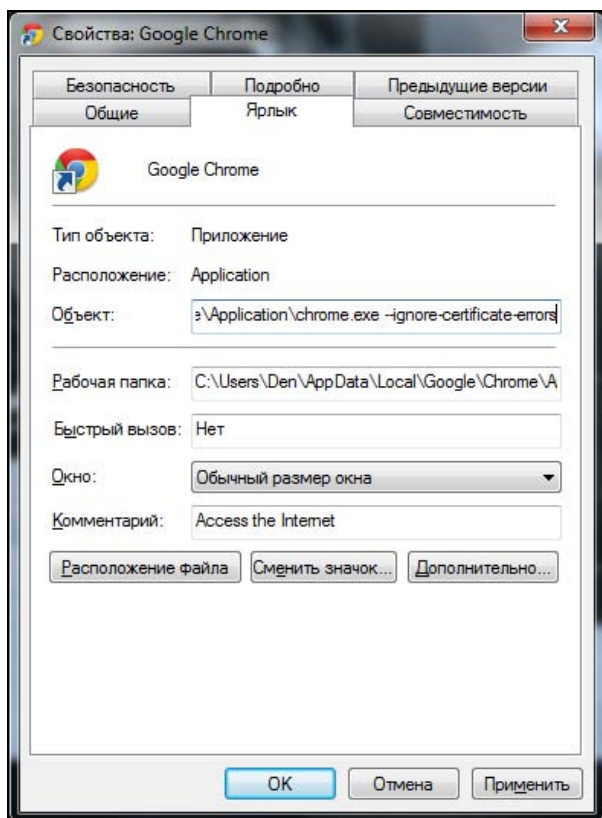 Свойства: Google Chrome
Безопасность Подробно Предыдущие версии
Общие Ярлык Совместимость
Google Chrome
Тип объекта: Приложение
Расположение: Application
Объект: e\Application\chrome.exe --ignore-certificate-errors
Рабочая папка: C:\Users\Den\AppData\Local\Google\Chrome\A
Быстрый вызов: Нет
Окно: Обычный размер окна
Комментарий: Access the Internet
Расположение файла Сменить значок... Дополнительно...
OK Отмена Применить